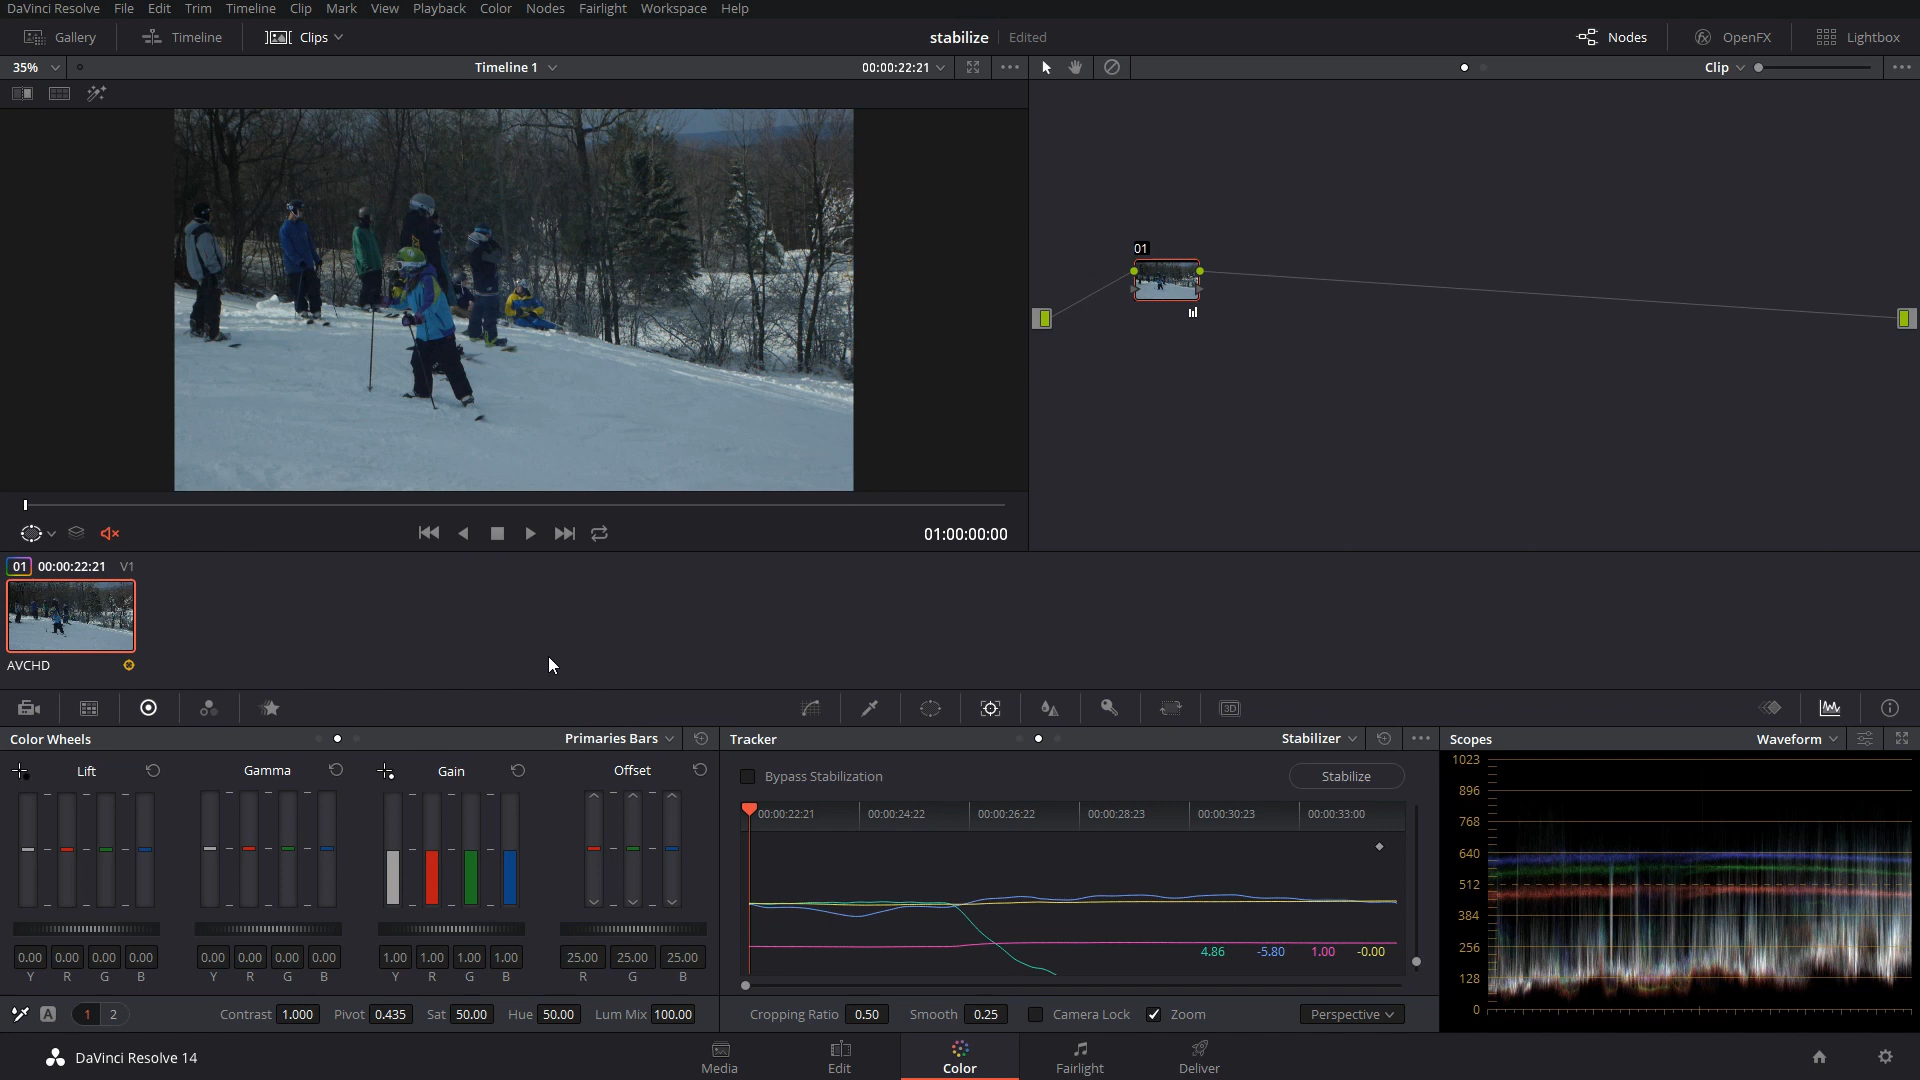 DaVinci Resolve File Edit Trim Timeline Clip Mark View Playback Color Nodes Fairlight Workspace Help
Gallery Timeline Clips stabilize Edited Nodes OpenFX Lightbox
35% Timeline 1 00:00:22:21 Clip
01
01:00:00:00
01 00:00:22:21 V1
AVCHD
3D
Color Wheels Primaries Bars Tracker Stabilizer Scopes Waveform
Lift Gamma Gain Offset
Bypass Stabilization Stabilize
00:00:22:21 00:00:24:22 00:00:26:22 00:00:28:23 00:00:30:23 00:00:33:00
4.86 -5.80 1.00 -0.00
0.00 0.00 0.00 0.00 0.00 0.00 0.00 0.00 1.00 1.00 1.00 1.00 25.00 25.00 25.00
Y R G B Y R G B Y R G B R G B
1023
896
768
640
512
384
256
128
0
A 1 2 Contrast 1.000 Pivot 0.435 Sat 50.00 Hue 50.00 Lum Mix 100.00
Cropping Ratio 0.50 Smooth 0.25 Camera Lock Zoom Perspective
DaVinci Resolve 14 Media Edit Color Fairlight Deliver